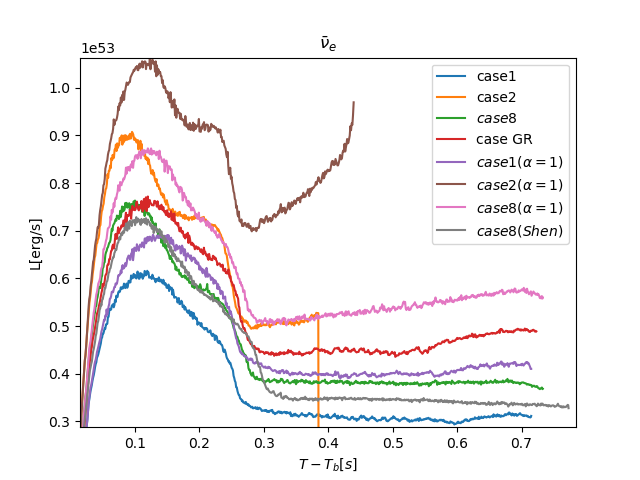 ν̄ₑ
1e53
1.0
0.9
0.8
0.7
0.6
0.5
0.4
0.3
L[erg/s]
0.1 0.2 0.3 0.4 0.5 0.6 0.7
T − T_b[s]
case1
case2
case8
case GR
case1(α = 1)
case2(α = 1)
case8(α = 1)
case8(Shen)